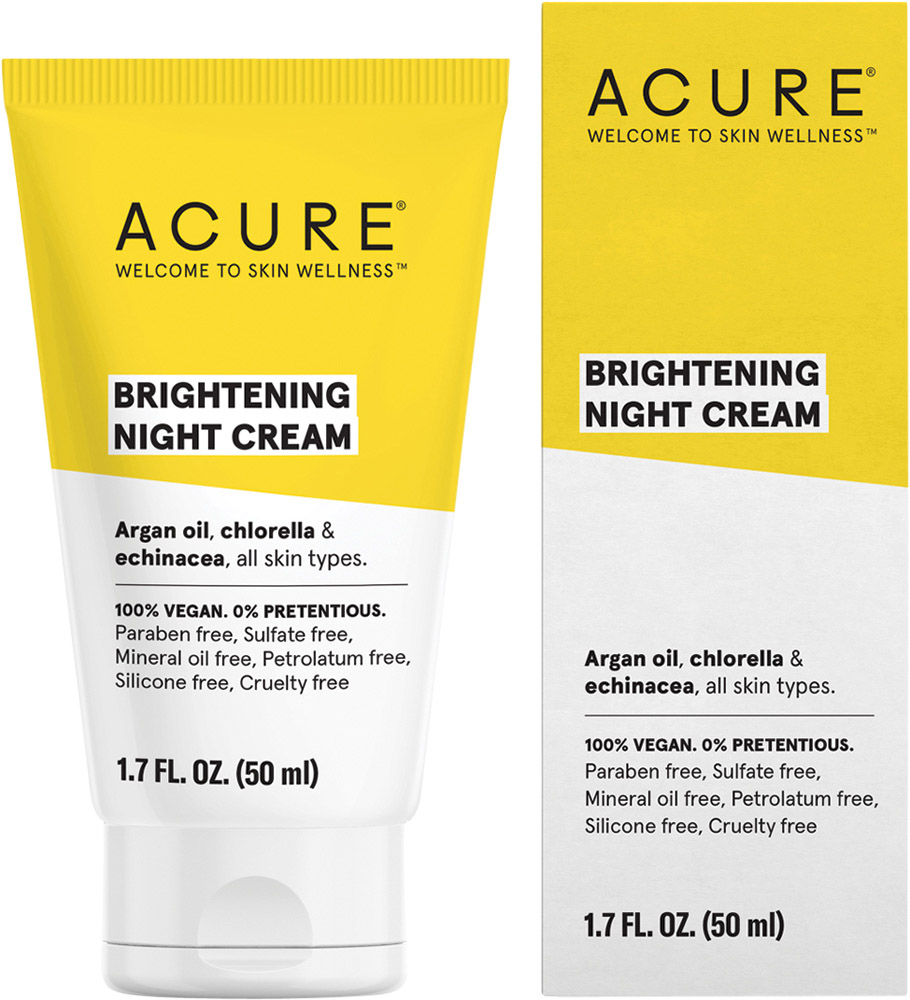 ACURE®
WELCOME TO SKIN WELLNESS™
BRIGHTENING
NIGHT CREAM
Argan oil, chlorella &
echinacea, all skin types.
100% VEGAN. 0% PRETENTIOUS.
Paraben free, Sulfate free,
Mineral oil free, Petrolatum free,
Silicone free, Cruelty free
1.7 FL. OZ. (50 ml)
ACURE®
WELCOME TO SKIN WELLNESS™
BRIGHTENING
NIGHT CREAM
Argan oil, chlorella &
echinacea, all skin types.
100% VEGAN. 0% PRETENTIOUS.
Paraben free, Sulfate free,
Mineral oil free, Petrolatum free,
Silicone free, Cruelty free
1.7 FL. OZ. (50 ml)